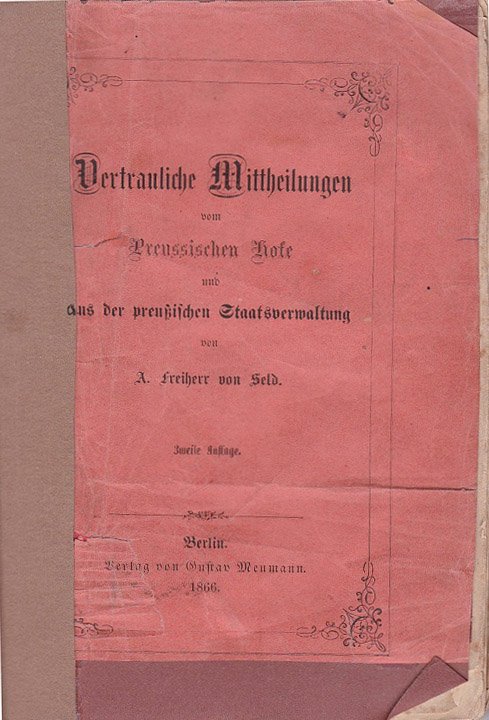 Vertrauliche Mittheilungen
vom
Preussischen Hofe
und
aus der preußischen Staatsverwaltung
von
A. Freiherr von Seld.
Zweite Auflage.
Berlin.
Verlag von Gustav Neumann.
1866.